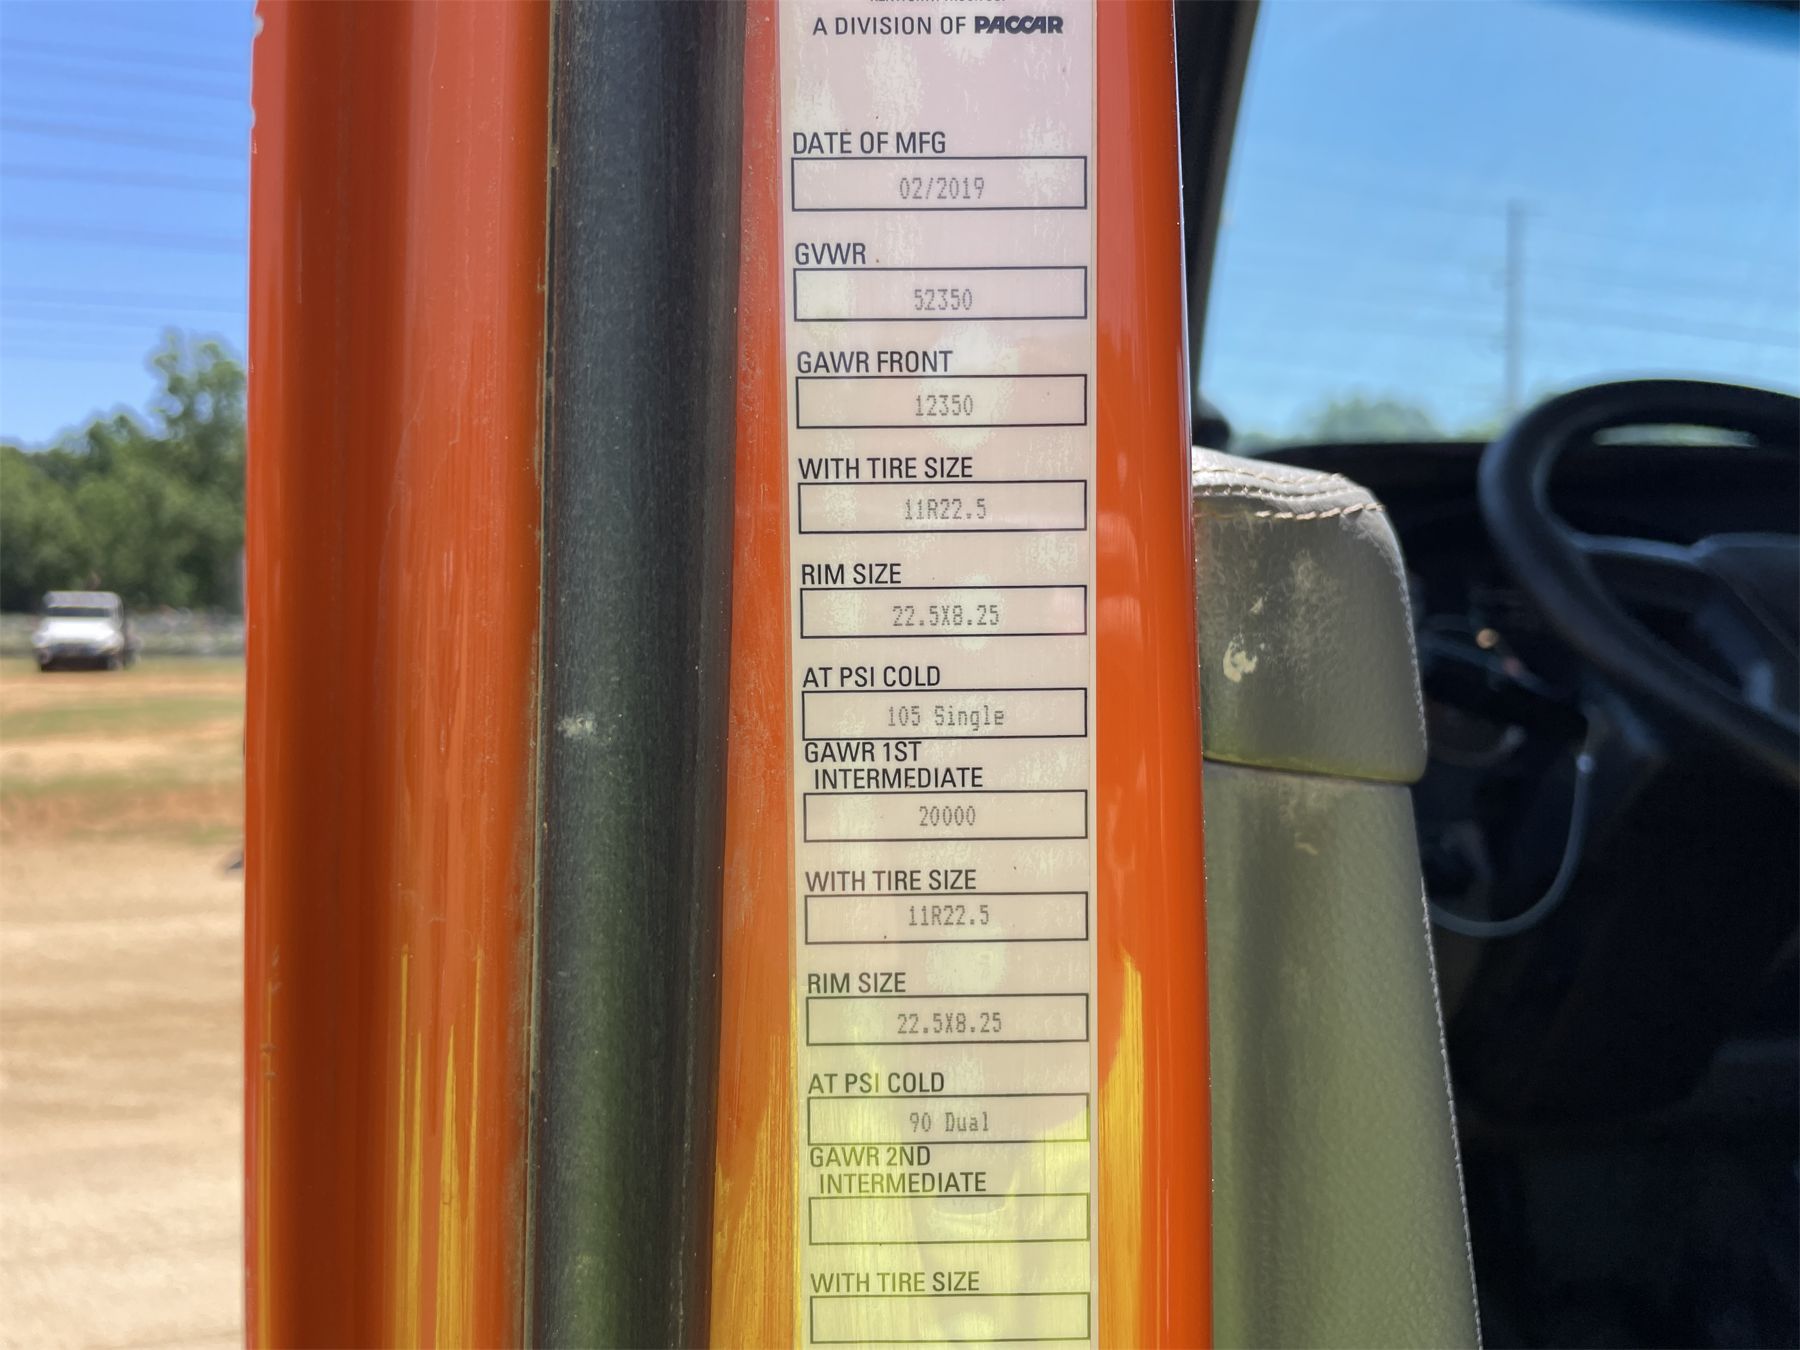 A DIVISION OF PACCAR
DATE OF MFG
02/2019
GVWR
52350
GAWR FRONT
12350
WITH TIRE SIZE
11R22.5
RIM SIZE
22.5X8.25
AT PSI COLD
105 Single
GAWR 1ST
INTERMEDIATE
20000
WITH TIRE SIZE
11R22.5
RIM SIZE
22.5X8.25
AT PSI COLD
90 Dual
GAWR 2ND
INTERMEDIATE
WITH TIRE SIZE